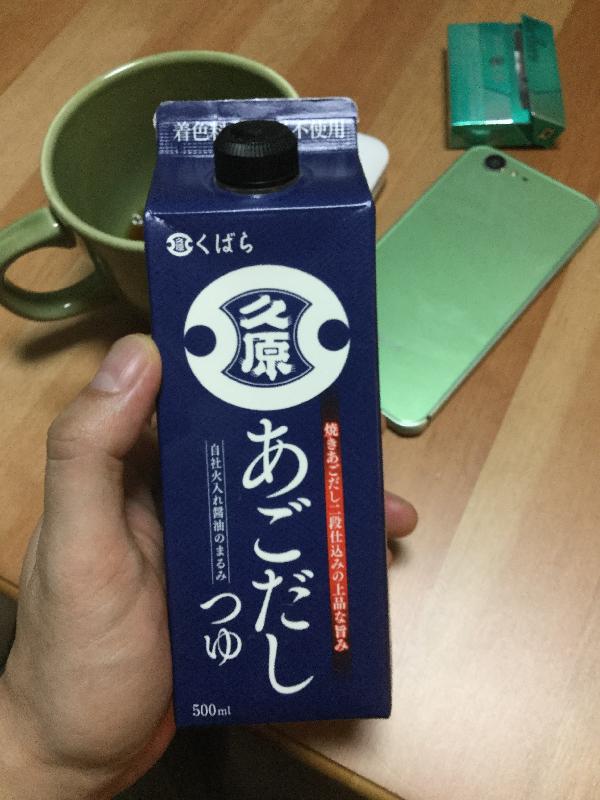 着色料
不使用
くばら
久原
焼きあごだし二段仕込みの上品な旨み
あごだし
つゆ
自社火入れ醤油のまるみ
500ml